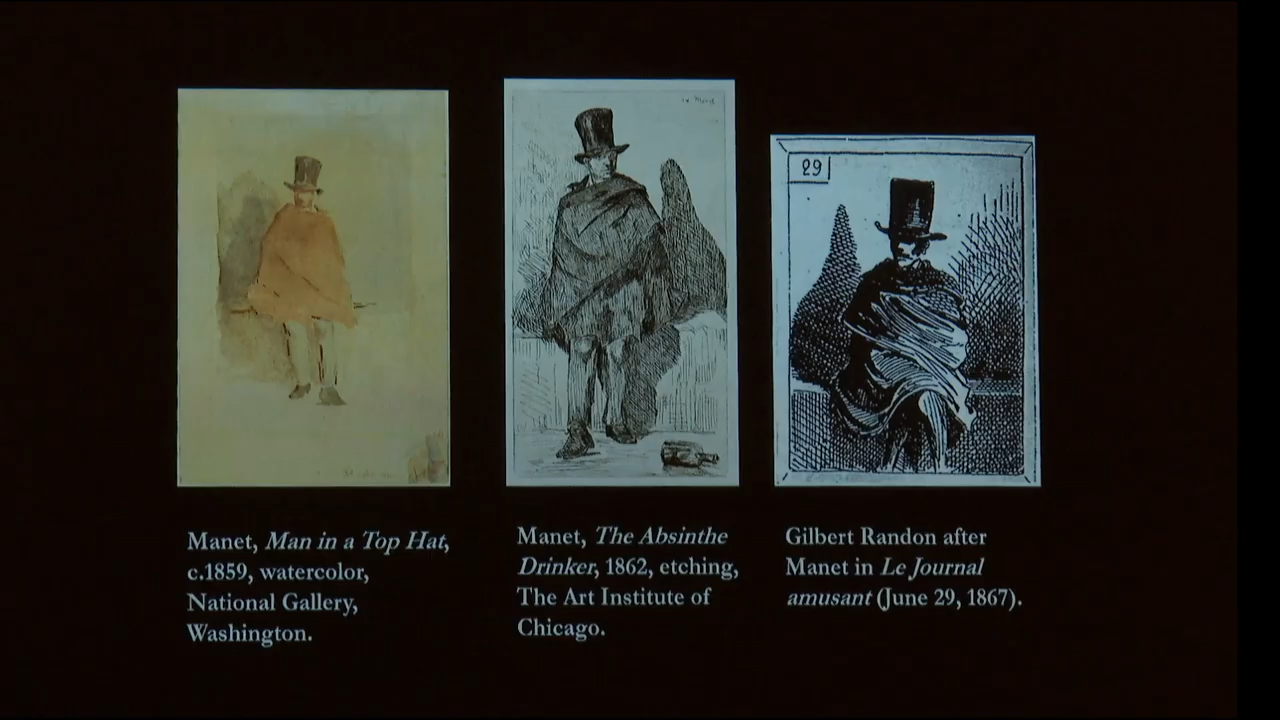 29
Manet, Man in a Top Hat,
c.1859, watercolor,
National Gallery,
Washington.
Manet, The Absinthe
Drinker, 1862, etching,
The Art Institute of
Chicago.
Gilbert Randon after
Manet in Le Journal
amusant (June 29, 1867).